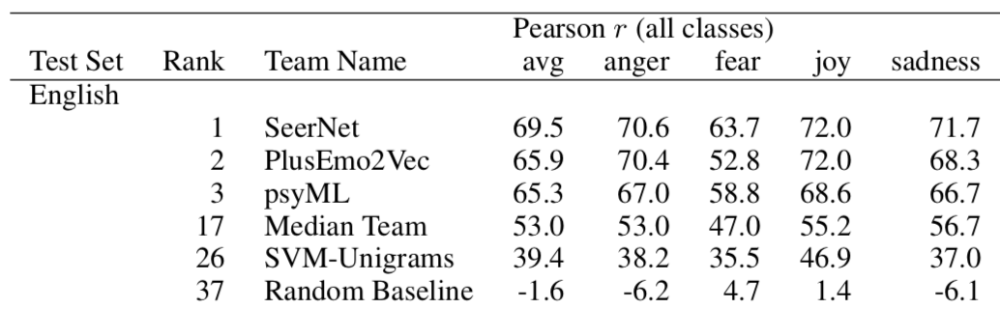 Pearson r (all classes)
Test Set Rank Team Name avg anger fear joy sadness
English
1 SeerNet 69.5 70.6 63.7 72.0 71.7
2 PlusEmo2Vec 65.9 70.4 52.8 72.0 68.3
3 psyML 65.3 67.0 58.8 68.6 66.7
17 Median Team 53.0 53.0 47.0 55.2 56.7
26 SVM-Unigrams 39.4 38.2 35.5 46.9 37.0
37 Random Baseline -1.6 -6.2 4.7 1.4 -6.1